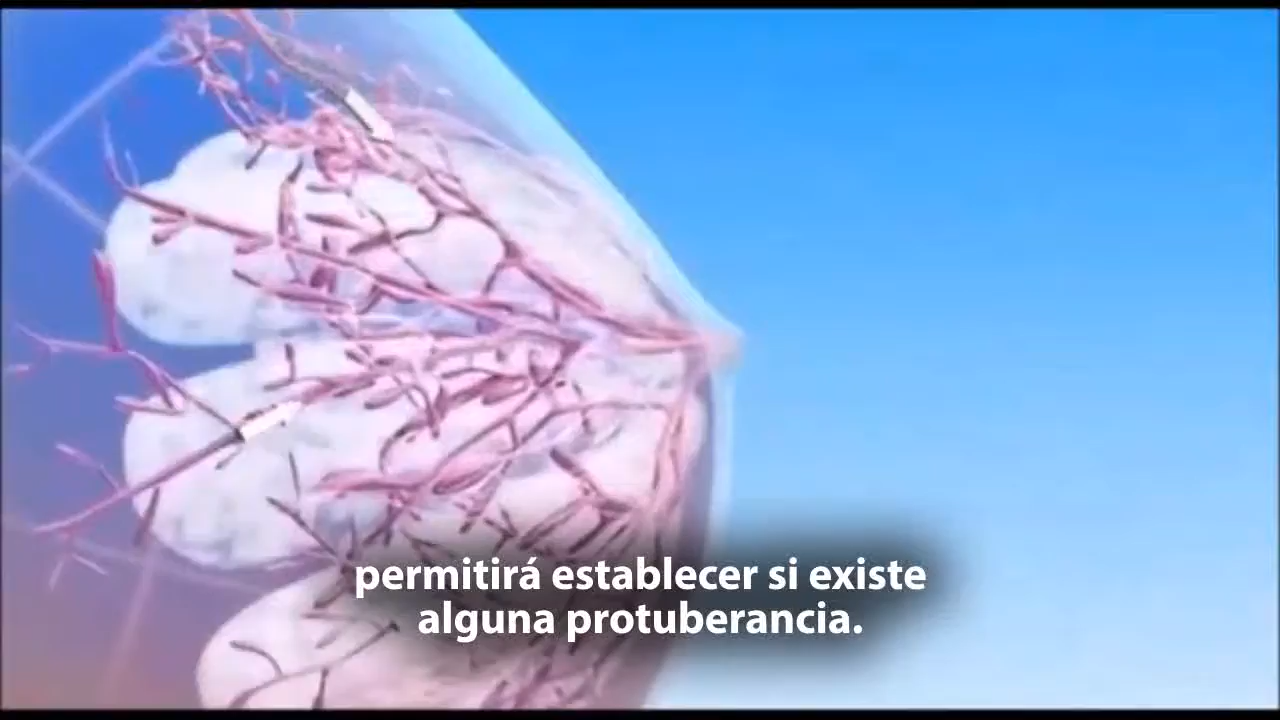 permitirá establecer si existe
alguna protuberancia.